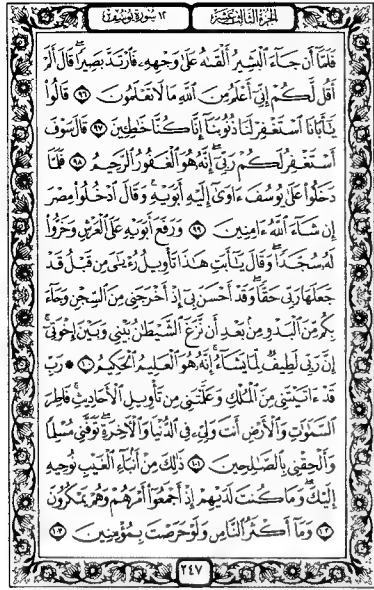 الجزء الثالث عشر
١٢ سورة يوسف
فَلَمَّآ أَن جَآءَ ٱلْبَشِيرُ أَلْقَىٰهُ عَلَىٰ وَجْهِهِۦ فَٱرْتَدَّ بَصِيرًا ۖ قَالَ أَلَمْ
أَقُل لَّكُمْ إِنِّىٓ أَعْلَمُ مِنَ ٱللَّهِ مَا لَا تَعْلَمُونَ ٩٦ قَالُوا۟
يَـٰٓأَبَانَا ٱسْتَغْفِرْ لَنَا ذُنُوبَنَآ إِنَّا كُنَّا خَـٰطِـِٔينَ ٩٧ قَالَ سَوْفَ
أَسْتَغْفِرُ لَكُمْ رَبِّىٓ ۖ إِنَّهُۥ هُوَ ٱلْغَفُورُ ٱلرَّحِيمُ ٩٨ فَلَمَّا
دَخَلُوا۟ عَلَىٰ يُوسُفَ ءَاوَىٰٓ إِلَيْهِ أَبَوَيْهِ وَقَالَ ٱدْخُلُوا۟ مِصْرَ
إِن شَآءَ ٱللَّهُ ءَامِنِينَ ٩٩ وَرَفَعَ أَبَوَيْهِ عَلَى ٱلْعَرْشِ وَخَرُّوا۟
لَهُۥ سُجَّدًا ۖ وَقَالَ يَـٰٓأَبَتِ هَـٰذَا تَأْوِيلُ رُءْيَـٰىَ مِن قَبْلُ قَدْ
جَعَلَهَا رَبِّى حَقًّا ۖ وَقَدْ أَحْسَنَ بِىٓ إِذْ أَخْرَجَنِى مِنَ ٱلسِّجْنِ وَجَآءَ
بِكُم مِّنَ ٱلْبَدْوِ مِنۢ بَعْدِ أَن نَّزَغَ ٱلشَّيْطَـٰنُ بَيْنِى وَبَيْنَ إِخْوَتِىٓ ۚ
إِنَّ رَبِّى لَطِيفٌ لِّمَا يَشَآءُ ۚ إِنَّهُۥ هُوَ ٱلْعَلِيمُ ٱلْحَكِيمُ ١٠٠ ۞ رَبِّ
قَدْ ءَاتَيْتَنِى مِنَ ٱلْمُلْكِ وَعَلَّمْتَنِى مِن تَأْوِيلِ ٱلْأَحَادِيثِ ۚ فَاطِرَ
ٱلسَّمَـٰوَٰتِ وَٱلْأَرْضِ أَنتَ وَلِىِّۦ فِى ٱلدُّنْيَا وَٱلْـَٔاخِرَةِ ۖ تَوَفَّنِى مُسْلِمًا
وَأَلْحِقْنِى بِٱلصَّـٰلِحِينَ ١٠١ ذَٰلِكَ مِنْ أَنۢبَآءِ ٱلْغَيْبِ نُوحِيهِ
إِلَيْكَ ۖ وَمَا كُنتَ لَدَيْهِمْ إِذْ أَجْمَعُوٓا۟ أَمْرَهُمْ وَهُمْ يَمْكُرُونَ
١٠٢ وَمَآ أَكْثَرُ ٱلنَّاسِ وَلَوْ حَرَصْتَ بِمُؤْمِنِينَ ١٠٣
٢٤٧